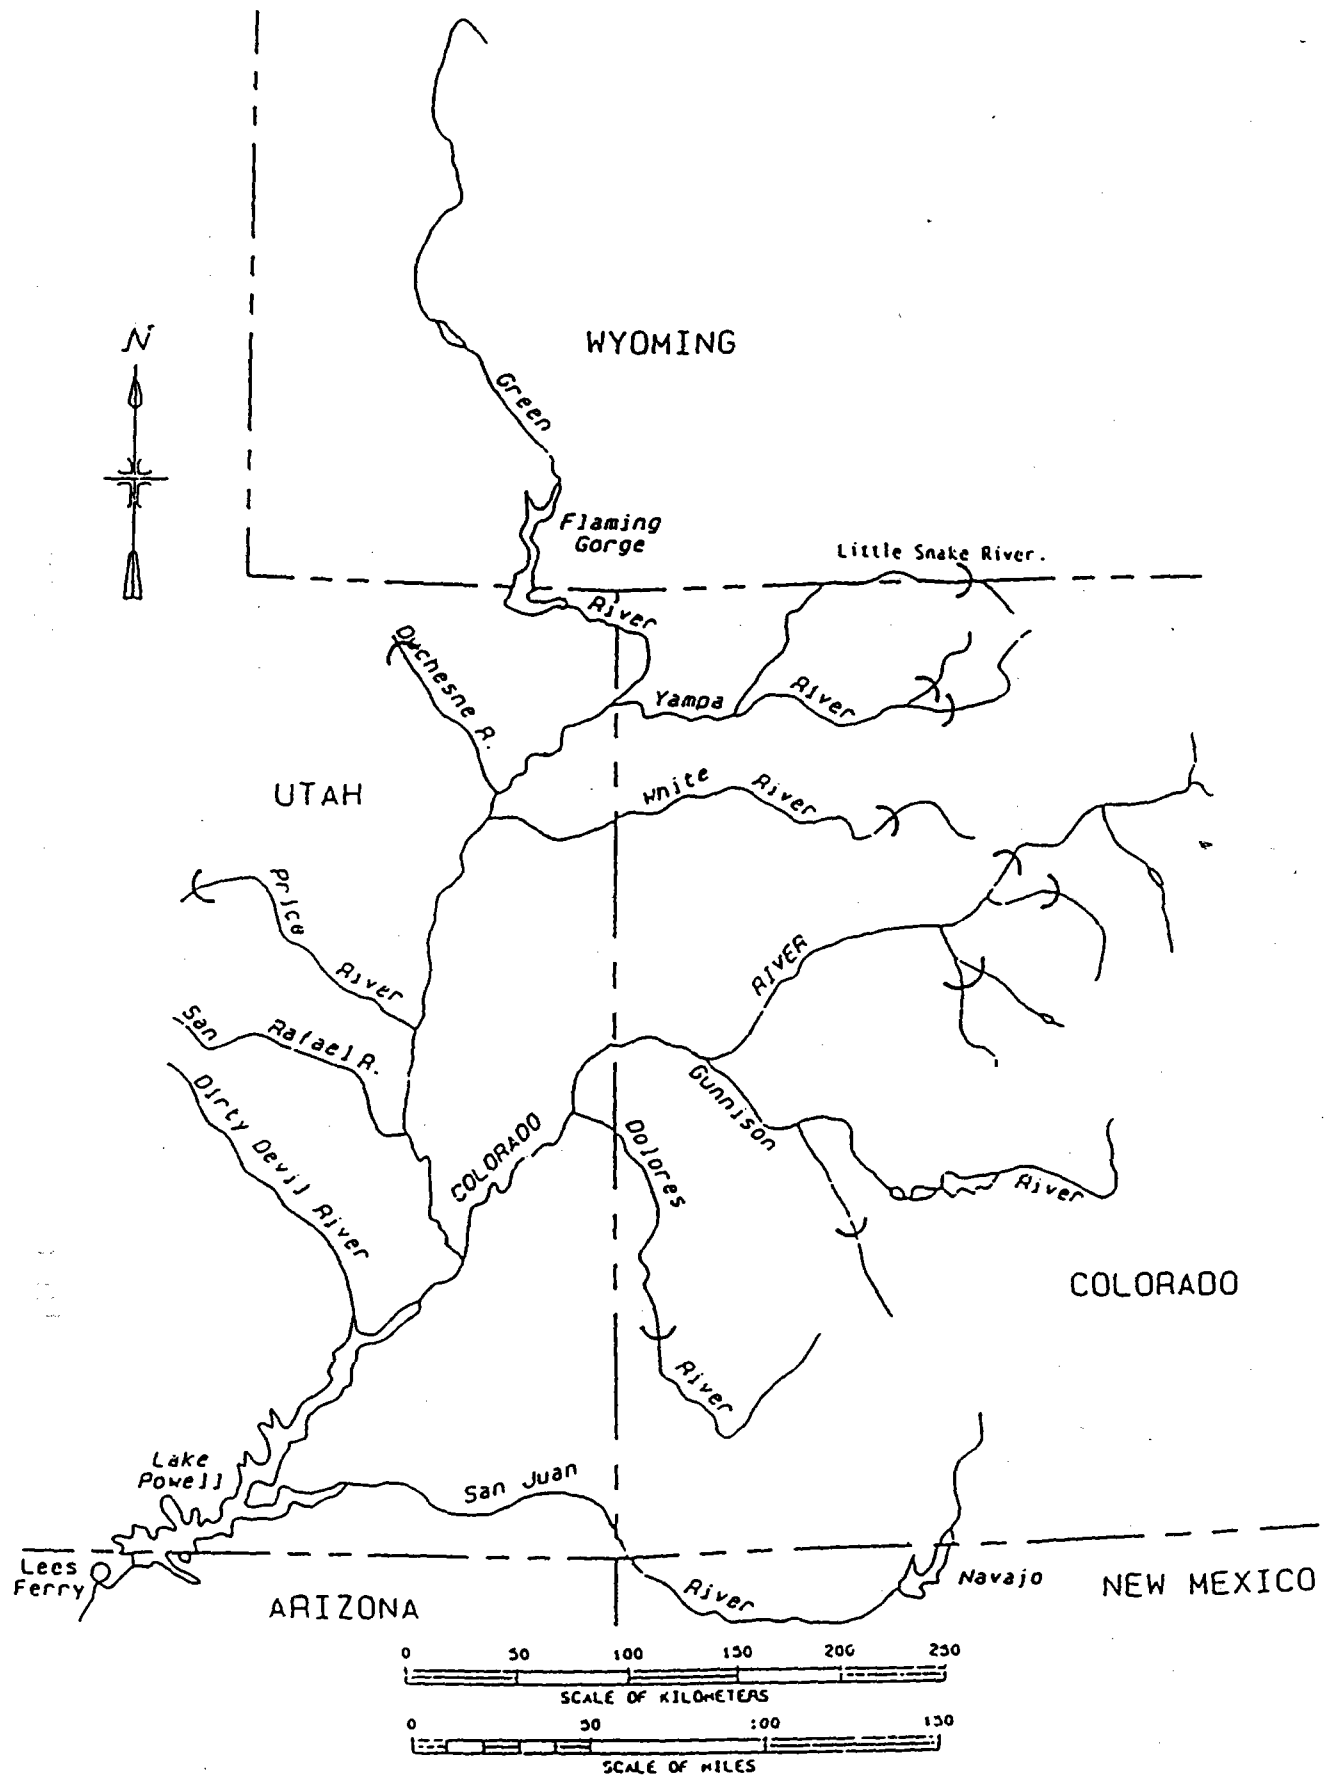 N
WYOMING
Green
Flaming
Gorge
Little Snake River.
River
Duchesne R.
Yampa
River
UTAH
White
River
Price
River
RIVER
San
Rafael R.
Dirty Devil River
COLORADO
Gunnison
Dolores
River
COLORADO
River
Lake
Powell
San Juan
Lees
Ferry
ARIZONA
River
Navajo
NEW MEXICO
0 50 100 150 200 250
SCALE OF KILOMETERS
0 50 100 150
SCALE OF MILES